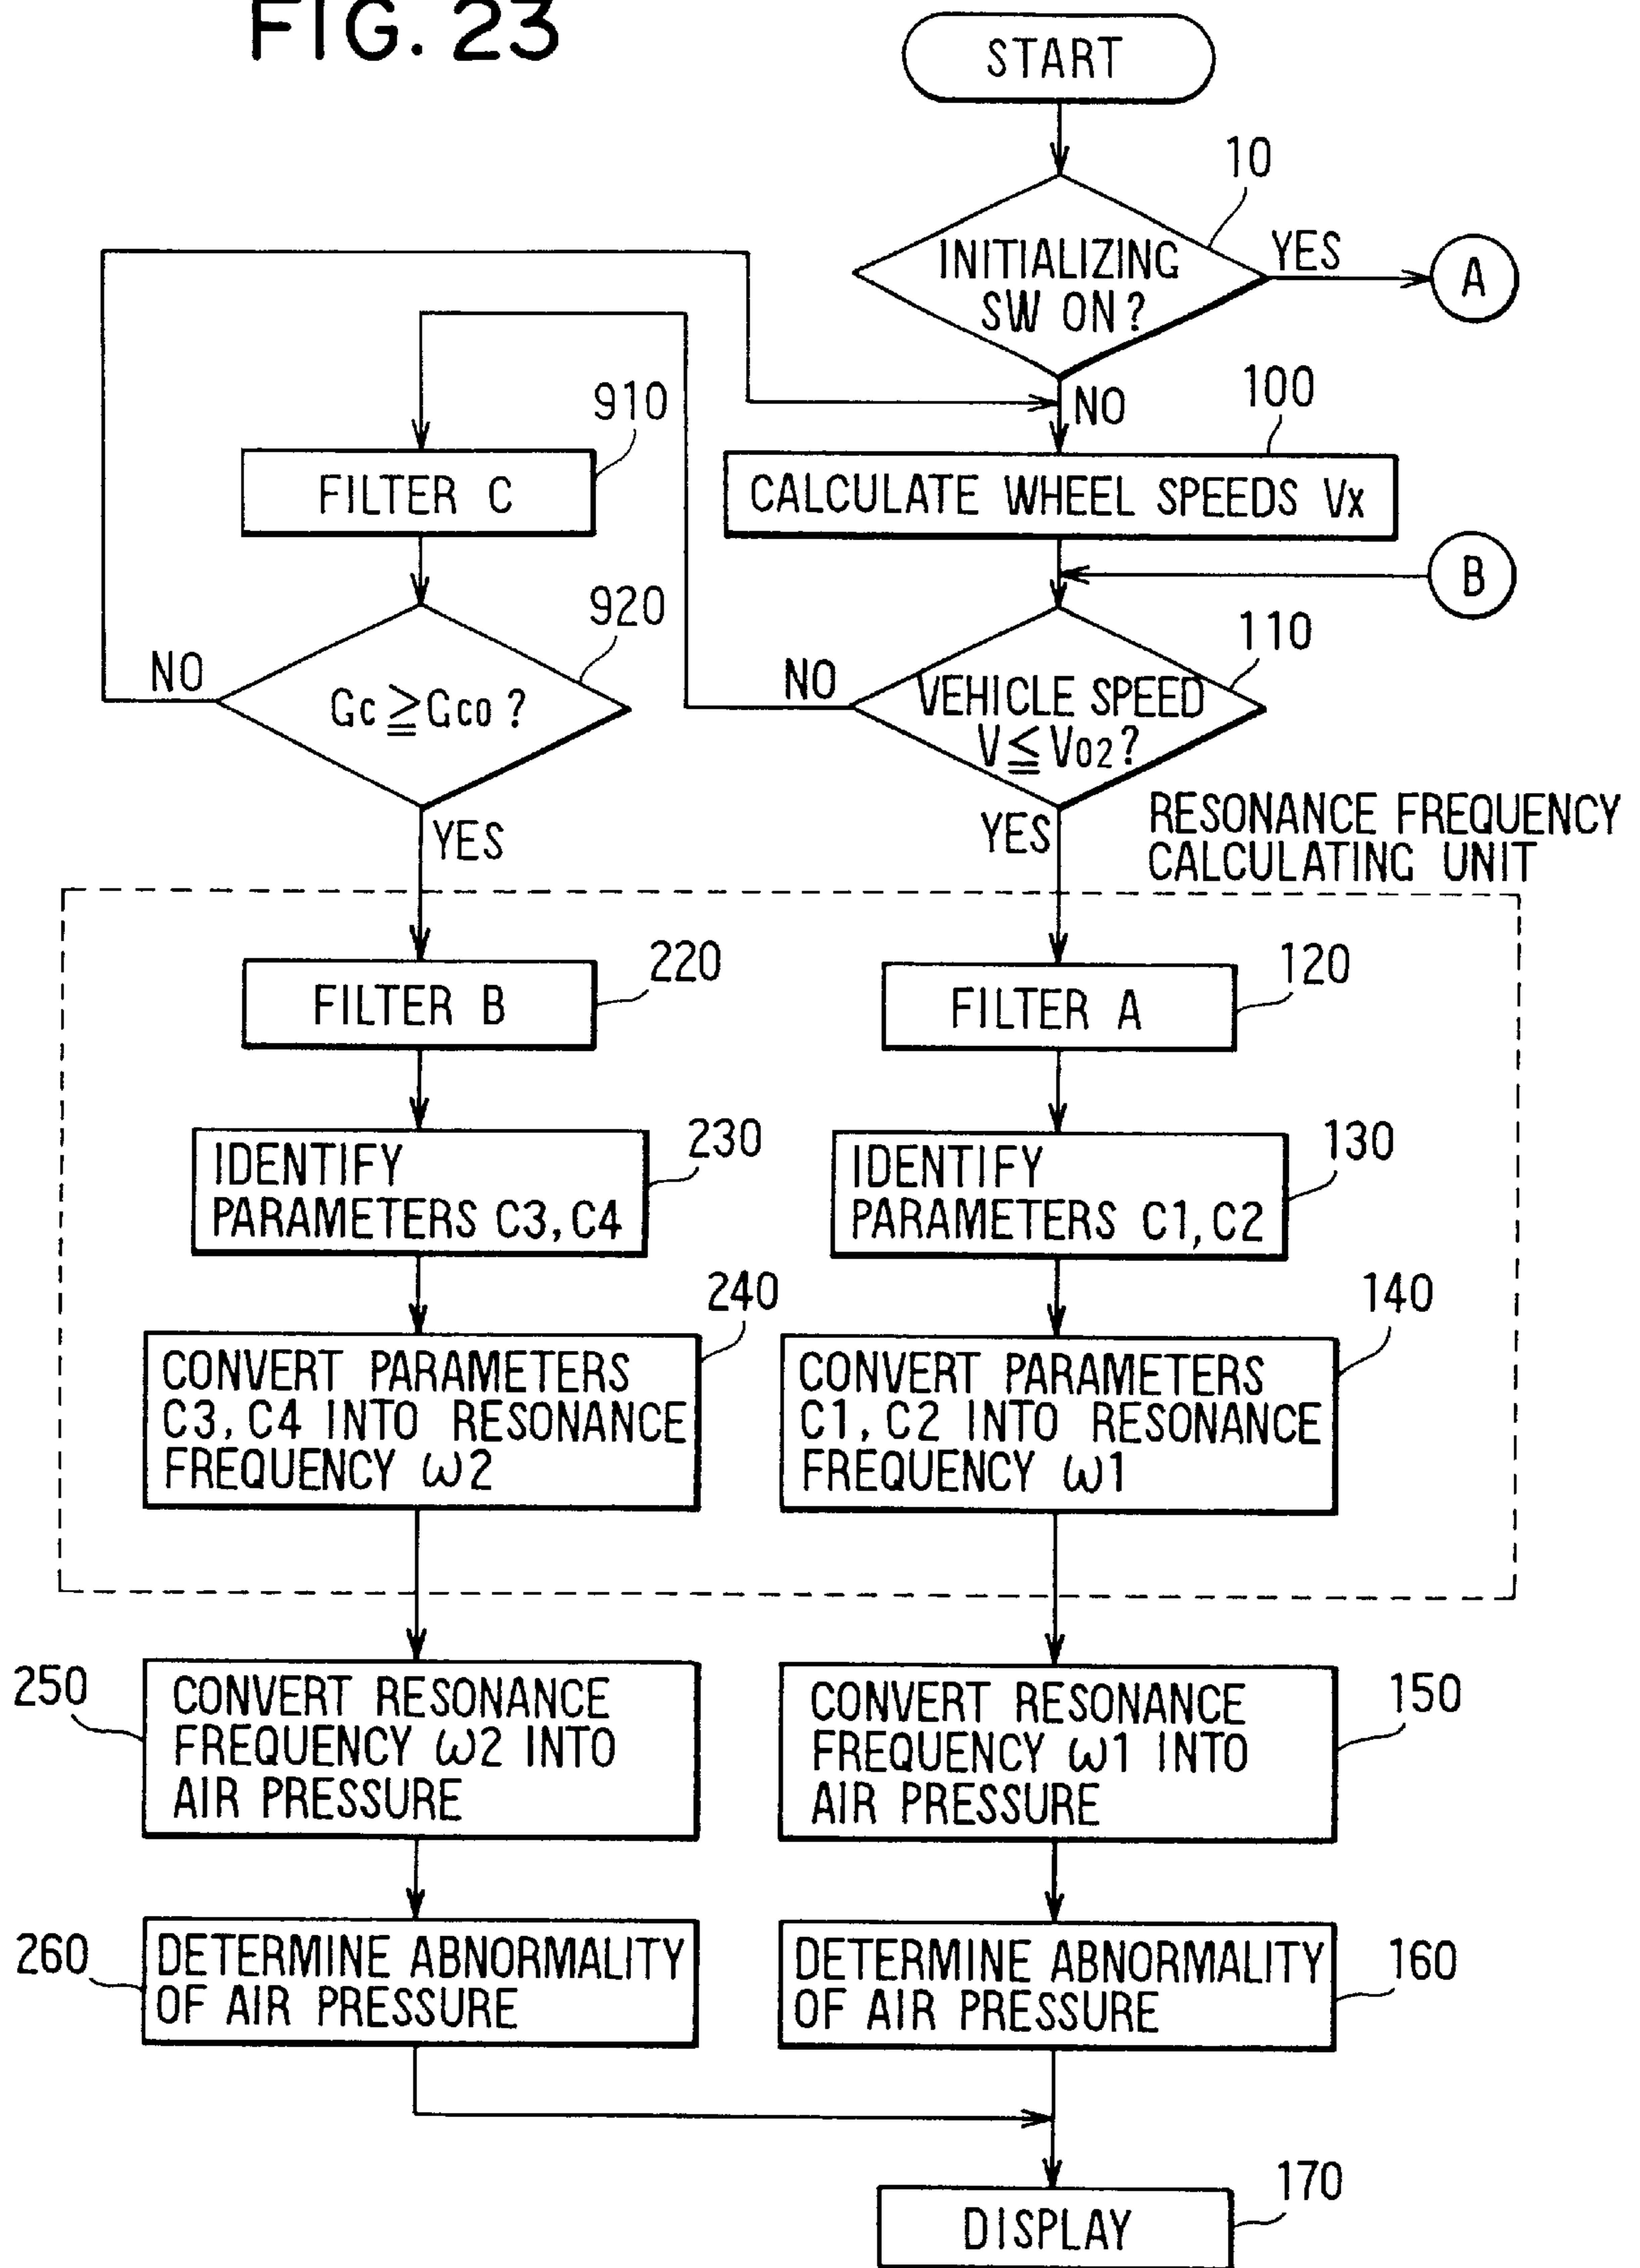 FIG. 23
START
10
INITIALIZING
SW ON?
YES
A
NO
100
CALCULATE WHEEL SPEEDS Vx
B
110
VEHICLE SPEED
V≦V02?
NO
YES
910
FILTER C
920
Gc≧Gc0?
NO
YES
RESONANCE FREQUENCY
CALCULATING UNIT
220
FILTER B
120
FILTER A
230
IDENTIFY
PARAMETERS C3, C4
130
IDENTIFY
PARAMETERS C1, C2
240
CONVERT PARAMETERS
C3, C4 INTO RESONANCE
FREQUENCY ω2
140
CONVERT PARAMETERS
C1, C2 INTO RESONANCE
FREQUENCY ω1
250
CONVERT RESONANCE
FREQUENCY ω2 INTO
AIR PRESSURE
150
CONVERT RESONANCE
FREQUENCY ω1 INTO
AIR PRESSURE
260
DETERMINE ABNORMALITY
OF AIR PRESSURE
160
DETERMINE ABNORMALITY
OF AIR PRESSURE
170
DISPLAY